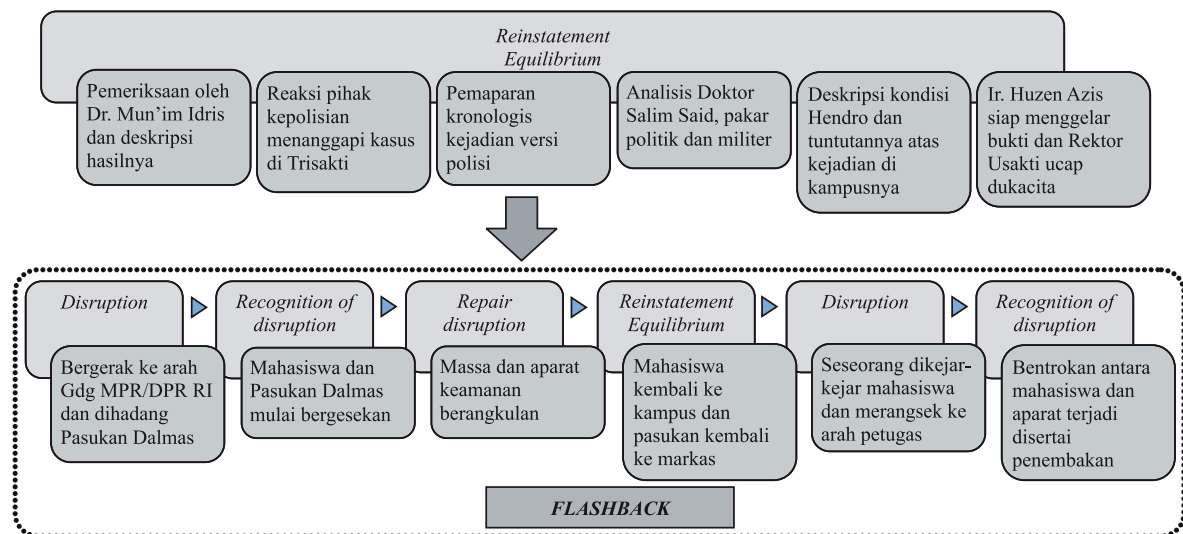 Reinstatement
Equilibrium
Pemeriksaan oleh
Dr. Mun’im Idris
dan deskripsi
hasilnya
Reaksi pihak
kepolisian
menanggapi kasus
di Trisakti
Pemaparan
kronologis
kejadian versi
polisi
Analisis Doktor
Salim Said, pakar
politik dan militer
Deskripsi kondisi
Hendro dan
tuntutannya atas
kejadian di
kampusnya
Ir. Huzen Azis
siap menggelar
bukti dan Rektor
Usakti ucap
dukacita
Disruption
Bergerak ke arah
Gdg MPR/DPR RI
dan dihadang
Pasukan Dalmas
Recognition of
disruption
Mahasiswa dan
Pasukan Dalmas
mulai bergesekan
Repair
disruption
Massa dan aparat
keamanan
berangkulan
Reinstatement
Equilibrium
Mahasiswa
kembali ke
kampus dan
pasukan kembali
ke markas
Disruption
Seseorang dikejar-
kejar mahasiswa
dan merangsek ke
arah petugas
Recognition of
disruption
Bentrokan antara
mahasiswa dan
aparat terjadi
disertai
penembakan
FLASHBACK